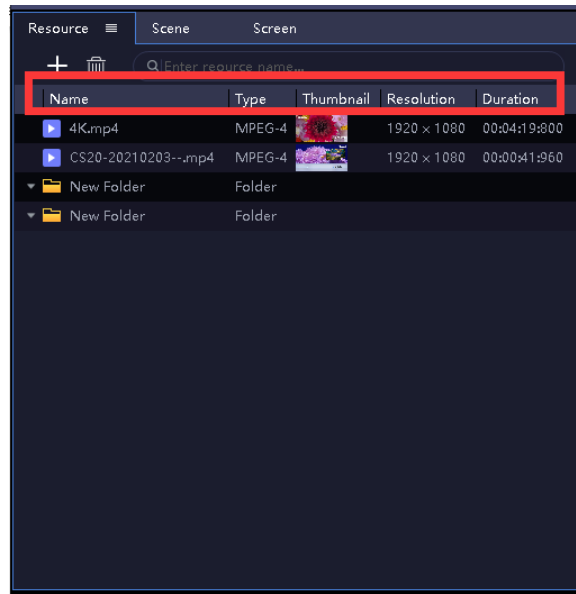 Resource Scene Screen
Enter reource name...
Name Type Thumbnail Resolution Duration
4K.mp4 MPEG-4 1920 × 1080 00:04:19:800
CS20-20210203--.mp4 MPEG-4 1920 × 1080 00:00:41:960
New Folder Folder
New Folder Folder